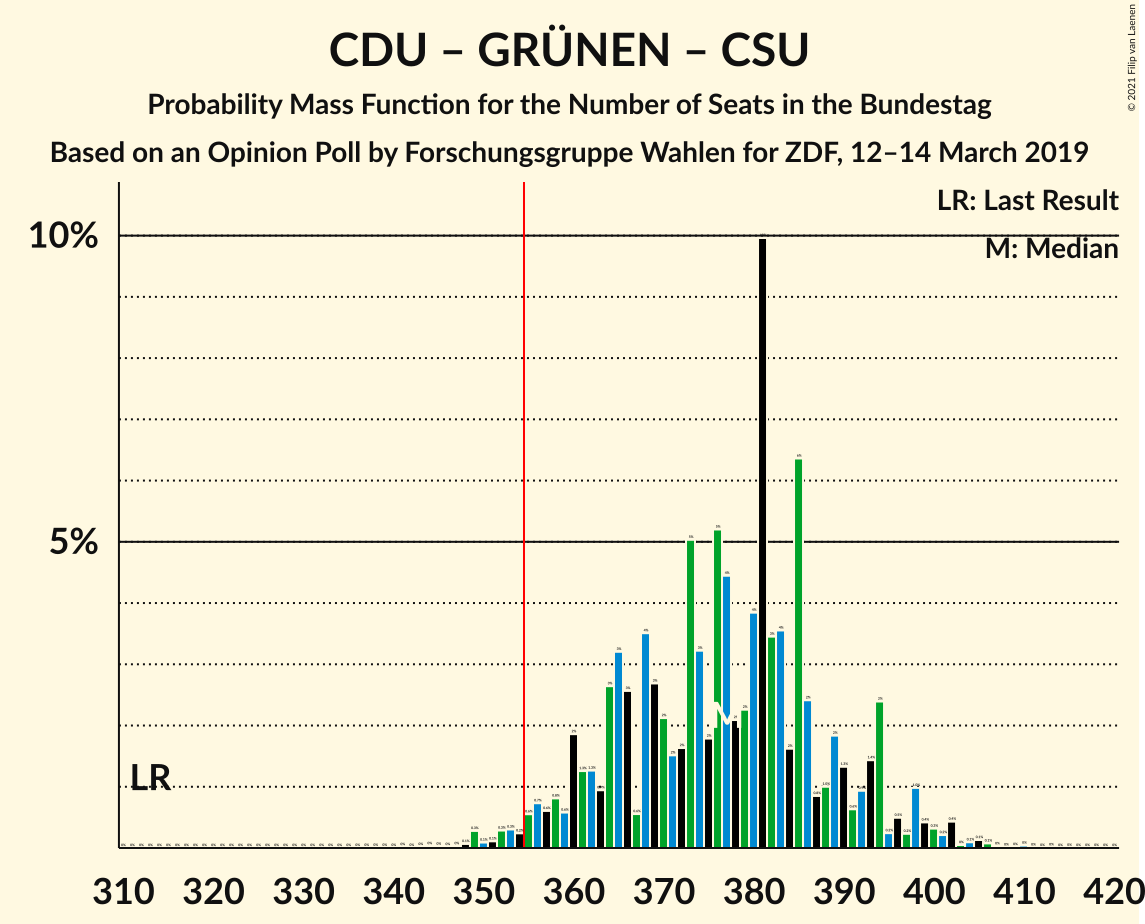 CDU – GRÜNEN – CSU
Probability Mass Function for the Number of Seats in the Bundestag
Based on an Opinion Poll by Forschungsgruppe Wahlen for ZDF, 12–14 March 2019
© 2021 Filip van Laenen
LR: Last Result
M: Median
10%
5%
LR
M
310 320 330 340 350 360 370 380 390 400 410 420